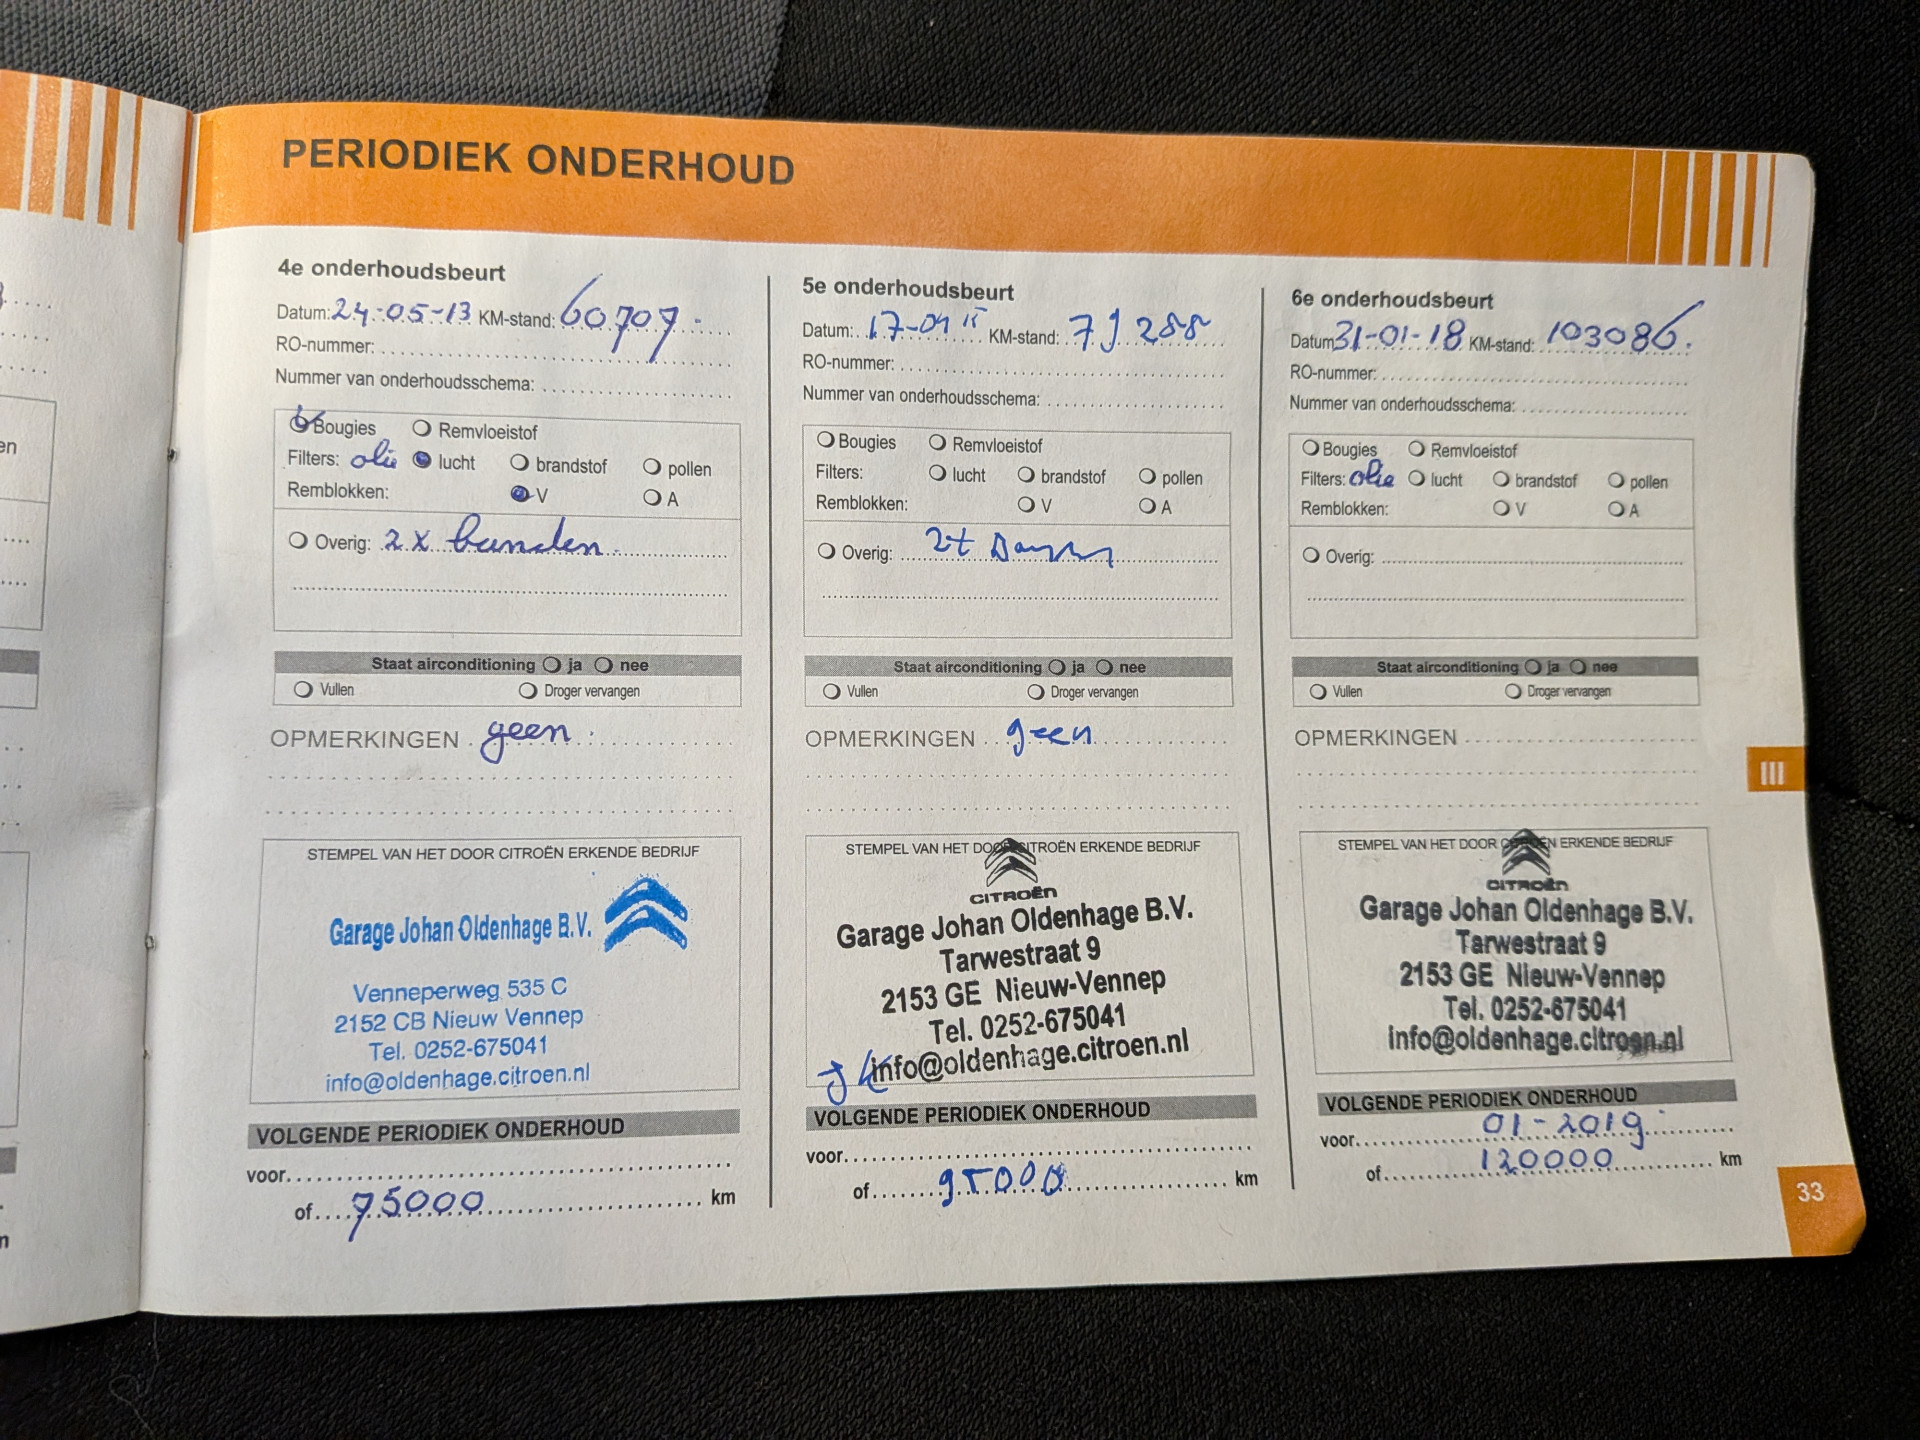 PERIODIEK ONDERHOUD
4e onderhoudsbeurt
Datum: 24-05-13 KM-stand: 60707
RO-nummer:
Nummer van onderhoudsschema:
Bougies Remvloeistof
Filters: olie lucht brandstof pollen
Remblokken: V A
Overig: 2 x banden
Staat airconditioning ja nee
Vullen Droger vervangen
OPMERKINGEN geen
STEMPEL VAN HET DOOR CITROËN ERKENDE BEDRIJF
Garage Johan Oldenhage B.V.
Venneperweg 535 C
2152 CB Nieuw Vennep
Tel. 0252-675041
info@oldenhage.citroen.nl
VOLGENDE PERIODIEK ONDERHOUD
voor
of 75000 km
5e onderhoudsbeurt
Datum: 17-04 15 KM-stand: 79288
RO-nummer:
Nummer van onderhoudsschema:
Bougies Remvloeistof
Filters: lucht brandstof pollen
Remblokken: V A
Overig:
Staat airconditioning ja nee
Vullen Droger vervangen
OPMERKINGEN geen
STEMPEL VAN HET DOOR CITROËN ERKENDE BEDRIJF
CITROËN
Garage Johan Oldenhage B.V.
Tarwestraat 9
2153 GE Nieuw-Vennep
Tel. 0252-675041
info@oldenhage.citroen.nl
VOLGENDE PERIODIEK ONDERHOUD
voor
of 95000 km
6e onderhoudsbeurt
Datum 31-01-18 KM-stand: 103086
RO-nummer:
Nummer van onderhoudsschema:
Bougies Remvloeistof
Filters: olie lucht brandstof pollen
Remblokken: V A
Overig:
Staat airconditioning ja nee
Vullen Droger vervangen
OPMERKINGEN
STEMPEL VAN HET DOOR CITROËN ERKENDE BEDRIJF
CITROËN
Garage Johan Oldenhage B.V.
Tarwestraat 9
2153 GE Nieuw-Vennep
Tel. 0252-675041
info@oldenhage.citroen.nl
VOLGENDE PERIODIEK ONDERHOUD
voor 01-2019
of 120000 km
III
33